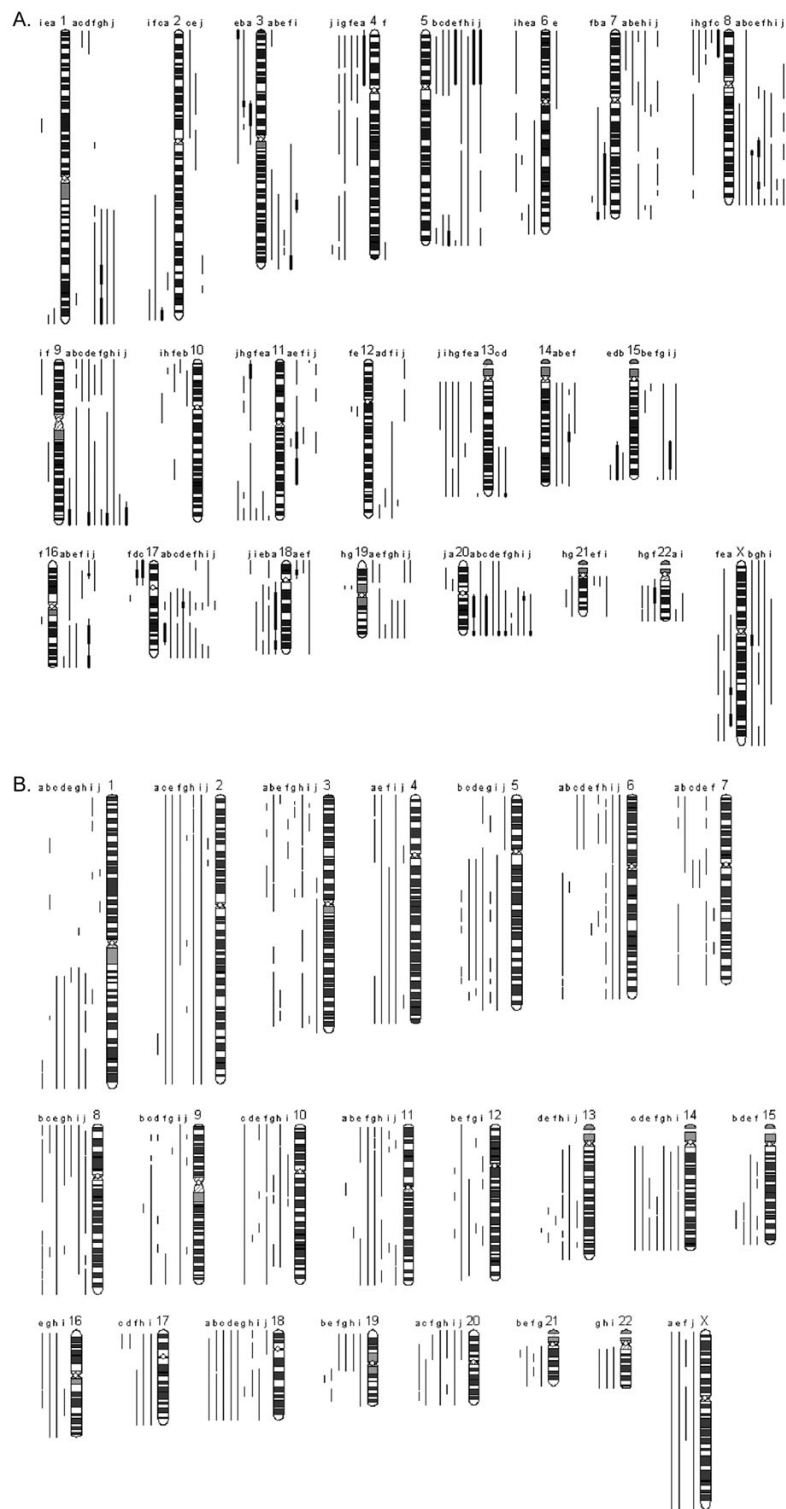 A.
iea 1 acdfghj ifca 2 cej eba 3 abefi jigfea 4 f 5 bcdefhij ihea 6 e fba 7 abehij ihgfc 8 abcefhij
if 9 abcdefghij ihfeb 10 jhgfea 11 aefij fe 12 adfij jihgfea 13 cd 14 abef edb 15 befgij
f 16 abefij fdc 17 abcdefhij jieba 18 aef hg 19 aefghij ja 20 abcdefghij hg 21 efi hgf 22 ai fea X bghi
B.
abcdeghij 1 acefghij 2 abefghij 3 aefij 4 bcdegij 5 abcdefhij 6 abcdef 7
bceghij 8 bcdfgij 9 cdefghi 10 abefghij 11 befgi 12 defhij 13 cdefghi 14 bdef 15
eghi 16 cdfhi 17 abcdeghij 18 befghi 19 acfghij 20 befg 21 ghi 22 aefj X